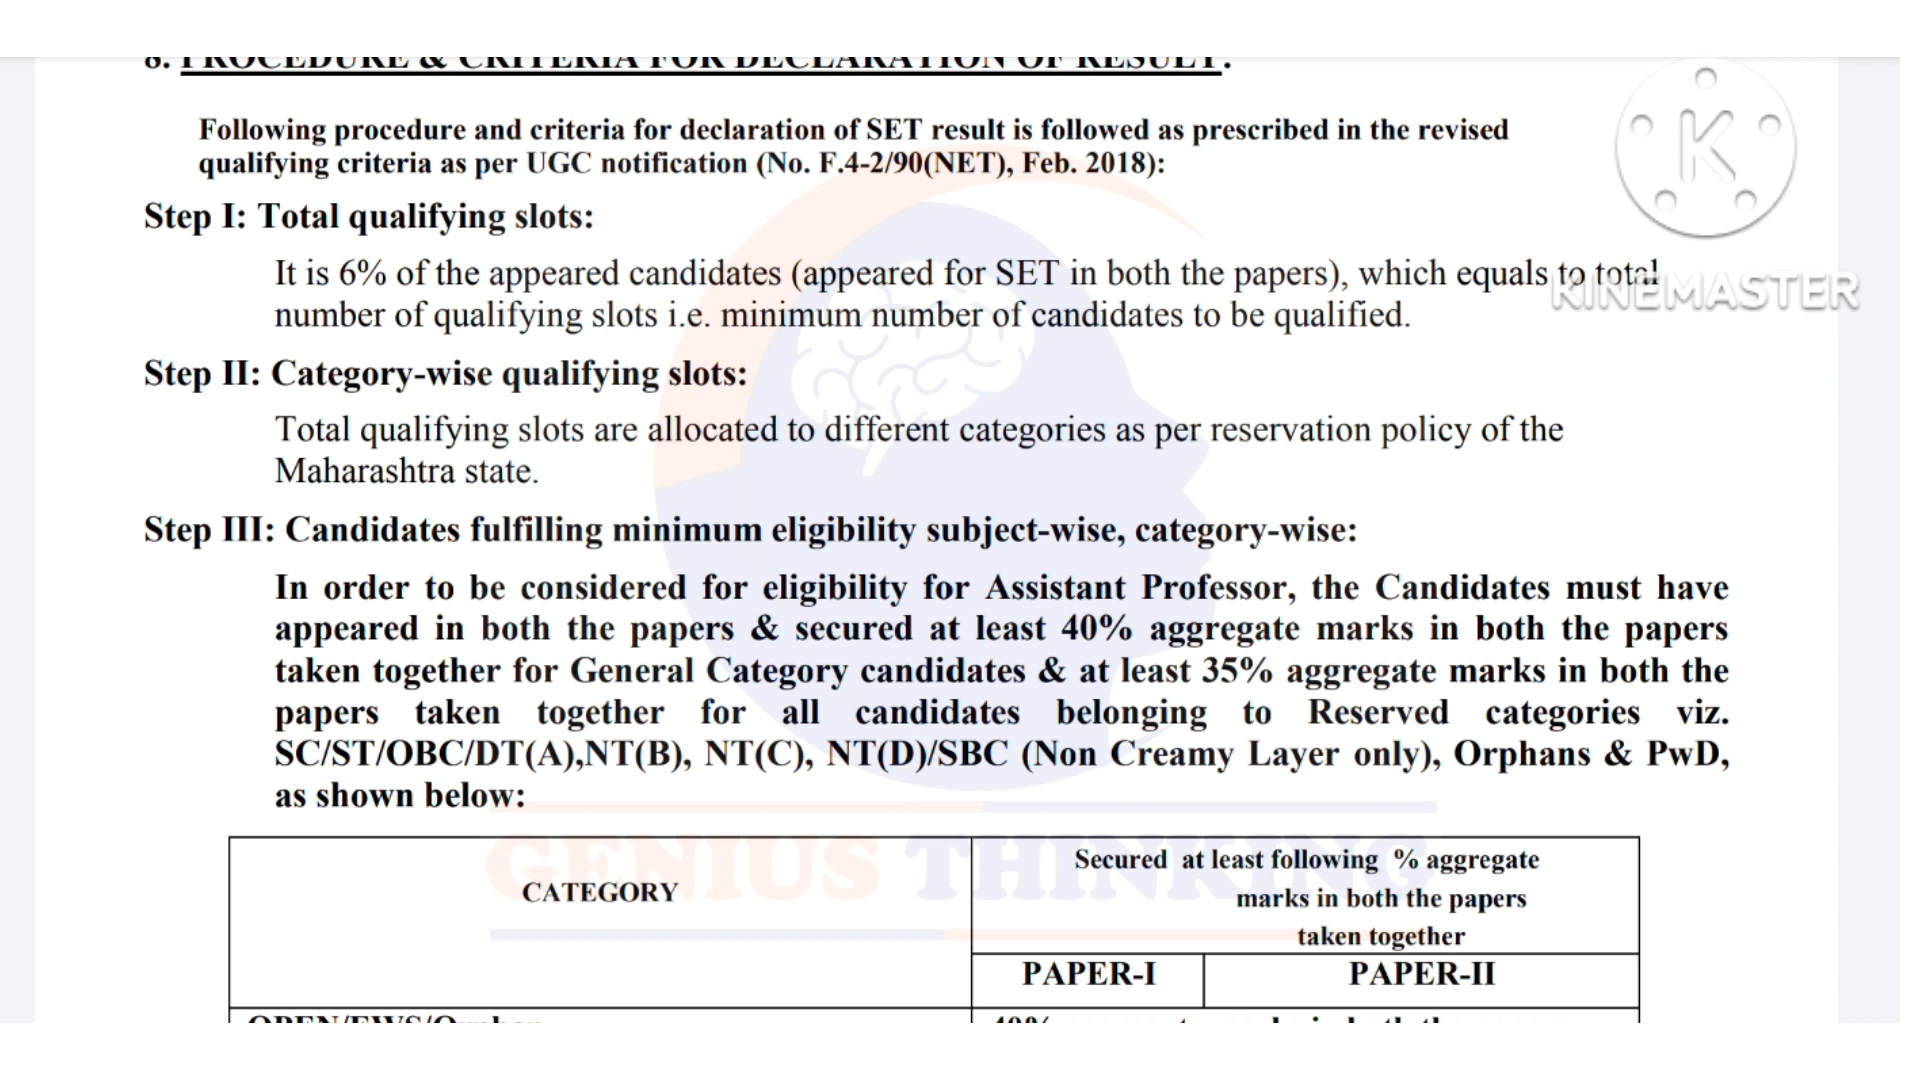 8. PROCEDURE & CRITERIA FOR DECLARATION OF RESULT:
Following procedure and criteria for declaration of SET result is followed as prescribed in the revised
qualifying criteria as per UGC notification (No. F.4-2/90(NET), Feb. 2018):
Step I: Total qualifying slots:
It is 6% of the appeared candidates (appeared for SET in both the papers), which equals to total
number of qualifying slots i.e. minimum number of candidates to be qualified.
KINEMASTER
Step II: Category-wise qualifying slots:
Total qualifying slots are allocated to different categories as per reservation policy of the
Maharashtra state.
Step III: Candidates fulfilling minimum eligibility subject-wise, category-wise:
In order to be considered for eligibility for Assistant Professor, the Candidates must have
appeared in both the papers & secured at least 40% aggregate marks in both the papers
taken together for General Category candidates & at least 35% aggregate marks in both the
papers taken together for all candidates belonging to Reserved categories viz.
SC/ST/OBC/DT(A),NT(B), NT(C), NT(D)/SBC (Non Creamy Layer only), Orphans & PwD,
as shown below:
GENIUS THINKING
CATEGORY
Secured at least following % aggregate
marks in both the papers
taken together
PAPER-I PAPER-II